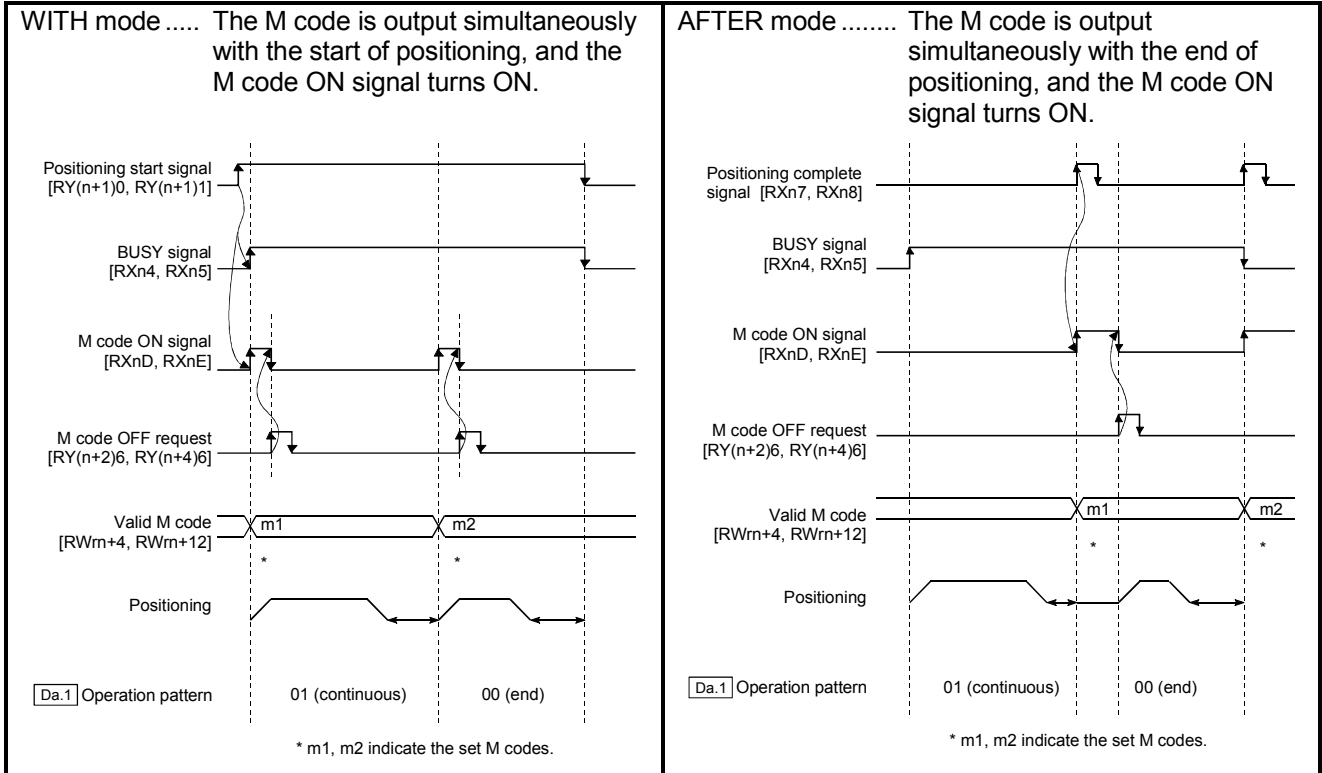 WITH mode ..... The M code is output simultaneously
with the start of positioning, and the
M code ON signal turns ON.
Positioning start signal
[RY(n+1)0, RY(n+1)1]
BUSY signal
[RXn4, RXn5]
M code ON signal
[RXnD, RXnE]
M code OFF request
[RY(n+2)6, RY(n+4)6]
Valid M code
[RWrn+4, RWrn+12]
m1
m2
*
*
Positioning
Da.1 Operation pattern
01 (continuous)
00 (end)
* m1, m2 indicate the set M codes.
AFTER mode ........ The M code is output
simultaneously with the end of
positioning, and the M code ON
signal turns ON.
Positioning complete
signal [RXn7, RXn8]
BUSY signal
[RXn4, RXn5]
M code ON signal
[RXnD, RXnE]
M code OFF request
[RY(n+2)6, RY(n+4)6]
Valid M code
[RWrn+4, RWrn+12]
m1
m2
*
*
Positioning
Da.1 Operation pattern
01 (continuous)
00 (end)
* m1, m2 indicate the set M codes.